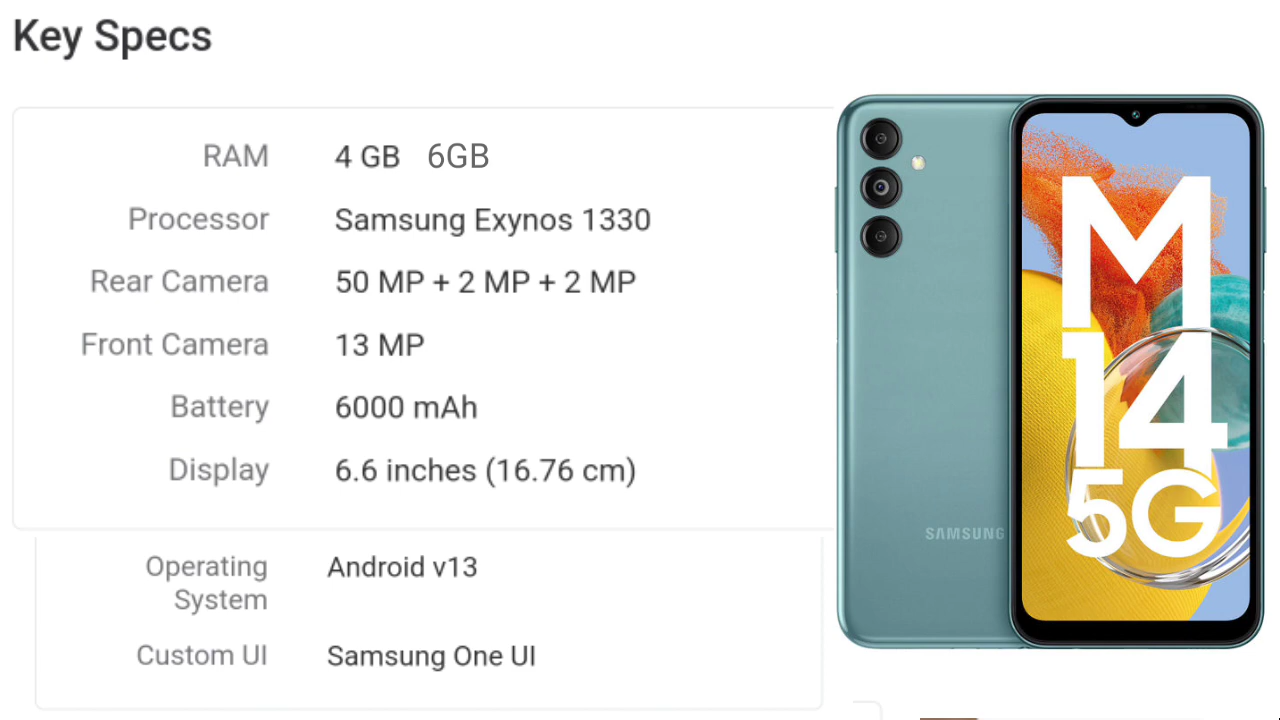 Key Specs
RAM 4 GB 6GB
Processor Samsung Exynos 1330
Rear Camera 50 MP + 2 MP + 2 MP
Front Camera 13 MP
Battery 6000 mAh
Display 6.6 inches (16.76 cm)
Operating System Android v13
Custom UI Samsung One UI
SAMSUNG
M
14
5G